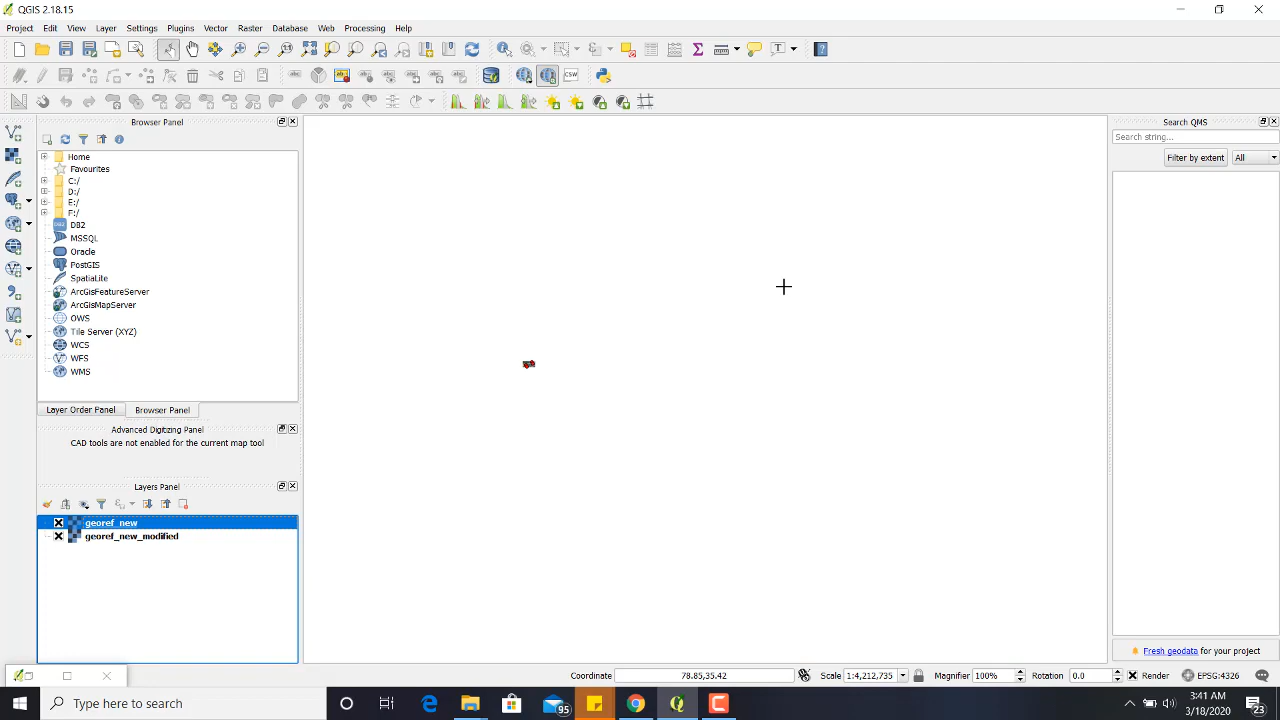 QGIS 2.18.15
Project Edit View Layer Settings Plugins Vector Raster Database Web Processing Help
CSW
Browser Panel
Search QMS
Search string...
Filter by extent All
Home
Favourites
C:/
D:/
E:/
F:/
DB2 DB2
MSSQL
Oracle
PostGIS
SpatiaLite
ArcGisFeatureServer
ArcGisMapServer
OWS
Tile Server (XYZ)
WCS
WFS
WMS
Layer Order Panel Browser Panel
Advanced Digitizing Panel
CAD tools are not enabled for the current map tool
Layers Panel
georef_new
georef_new_modified
Fresh geodata for your project
Coordinate 78.85,35.42 Scale 1:4,212,735 Magnifier 100% Rotation 0.0 Render EPSG:4326
Type here to search
95
3:41 AM
3/18/2020
23